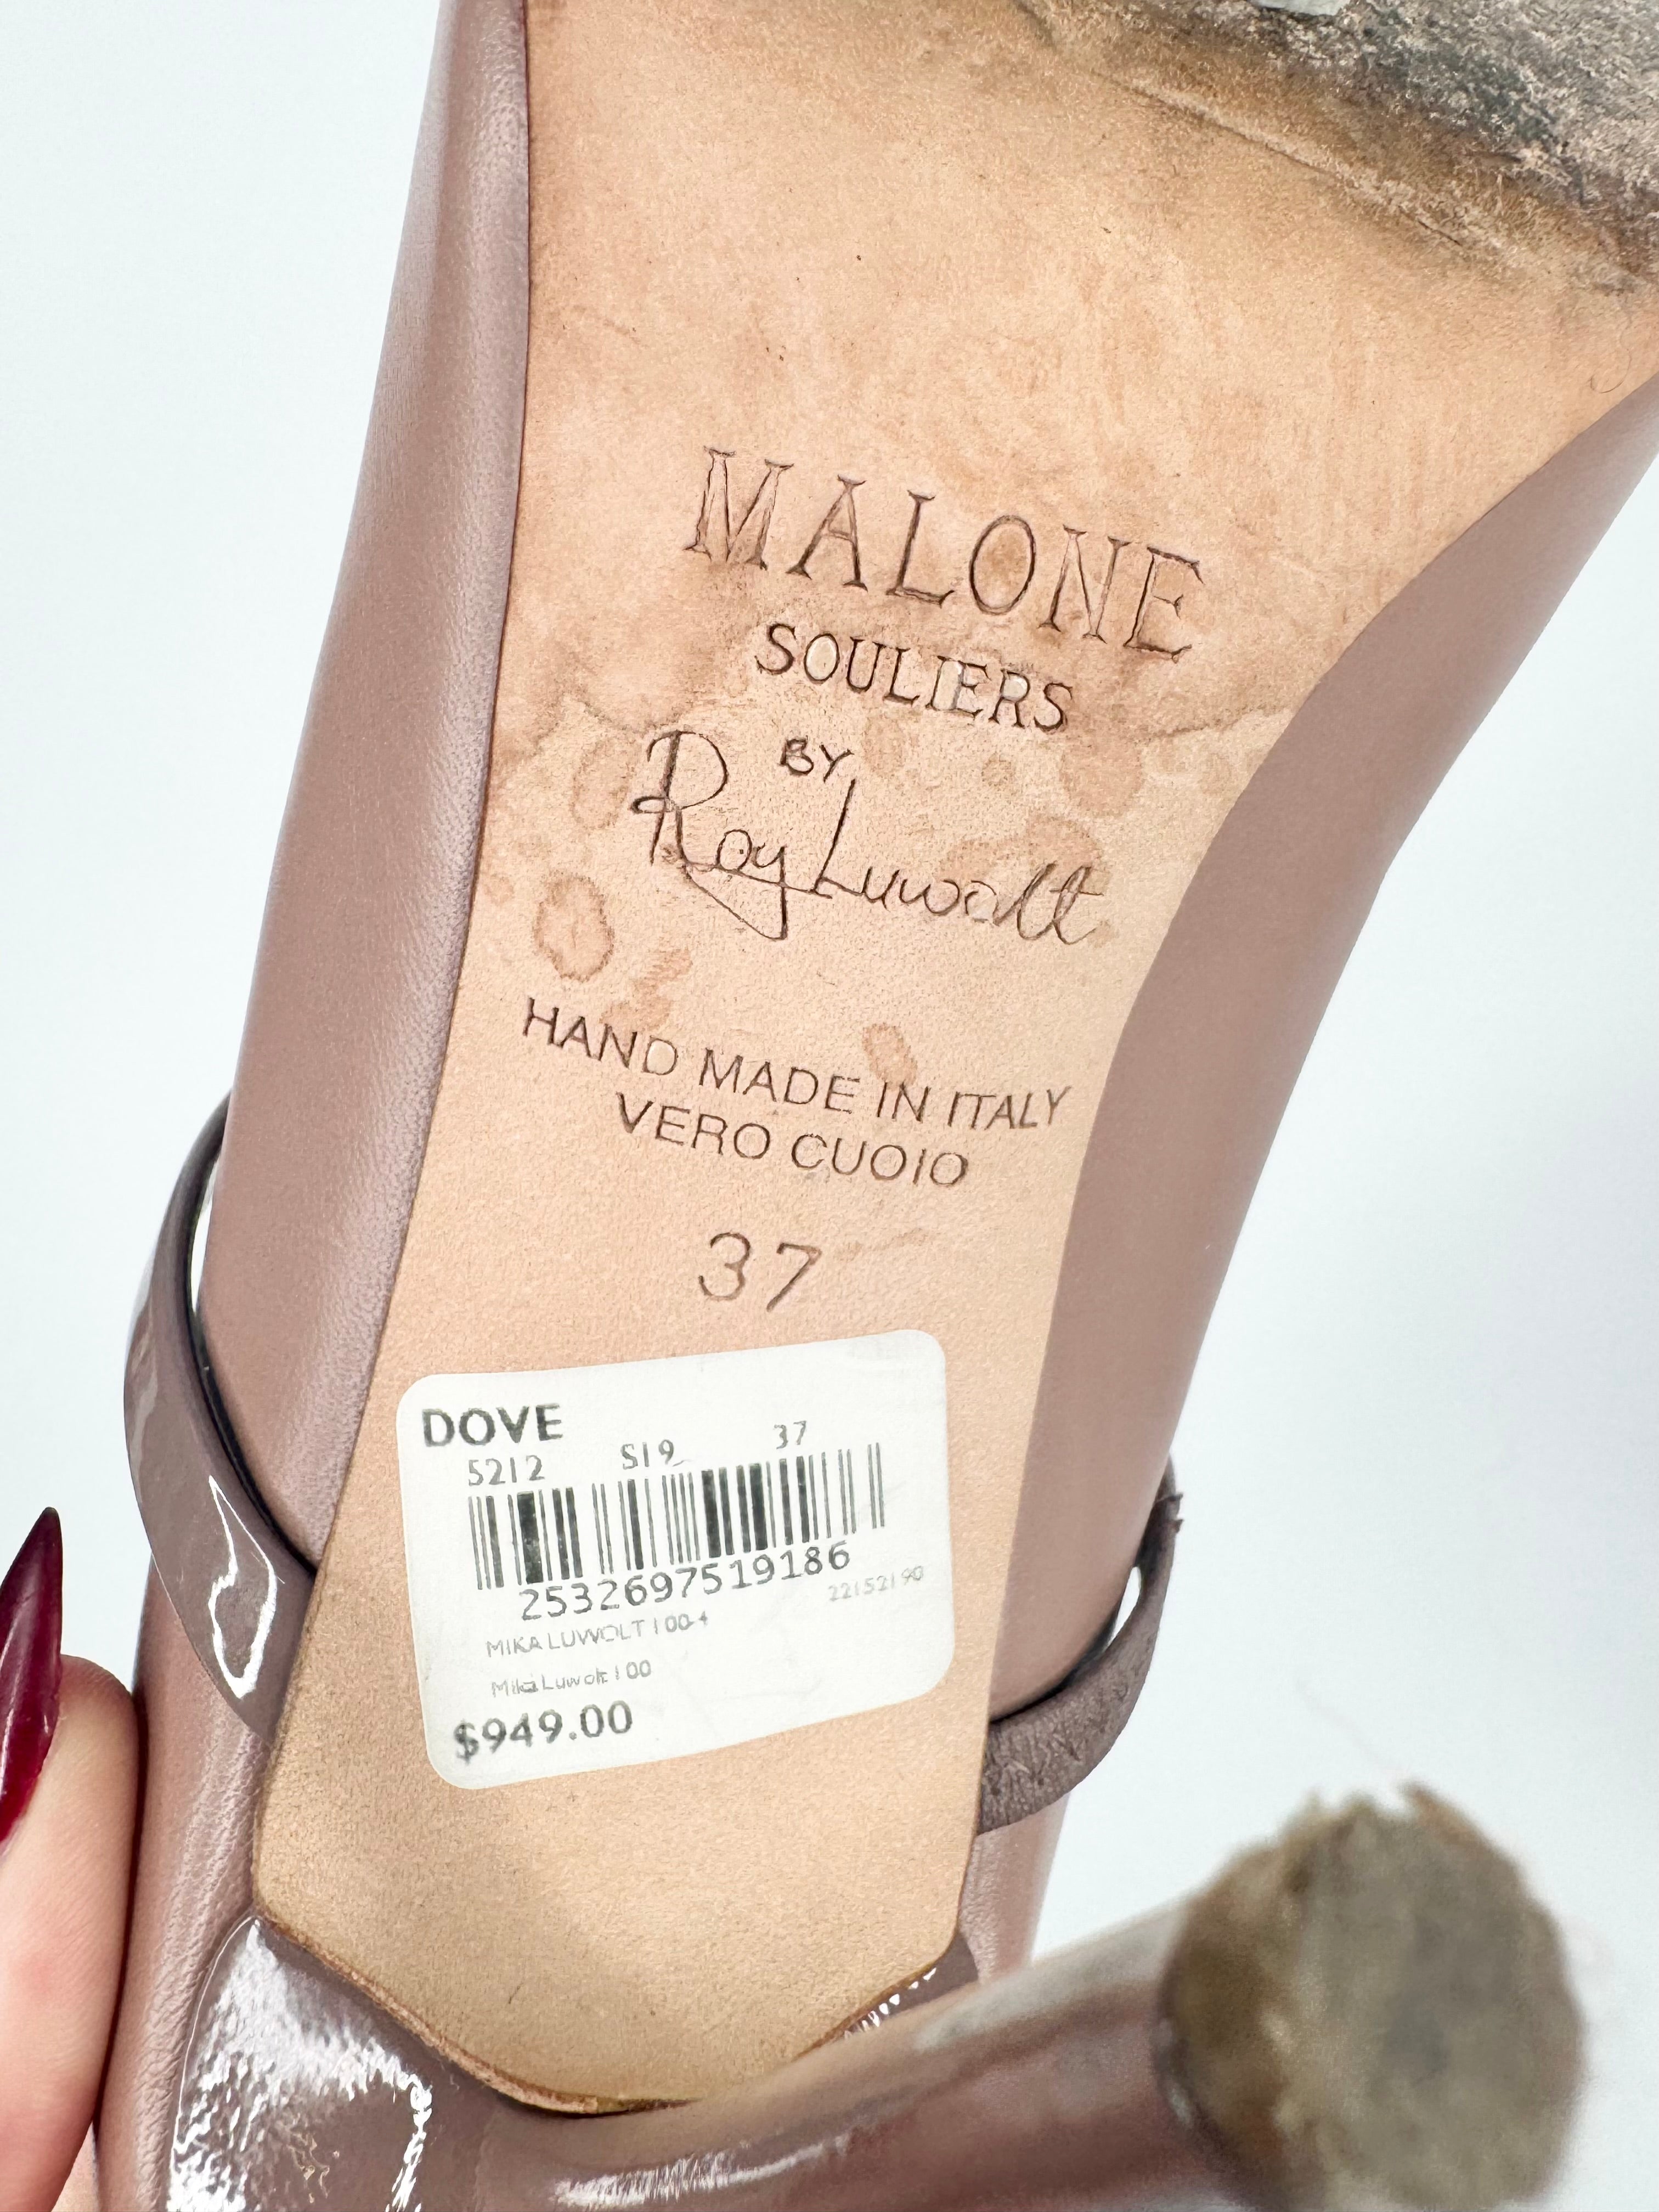 MALONE
SOULIERS
BY
Roy Luwolt
HAND MADE IN ITALY
VERO CUOIO
37
DOVE
5212 S19 37
2532697519186
22152190
MIKA LUWOLT 100-4
Mika Luwolt 100
$949.00